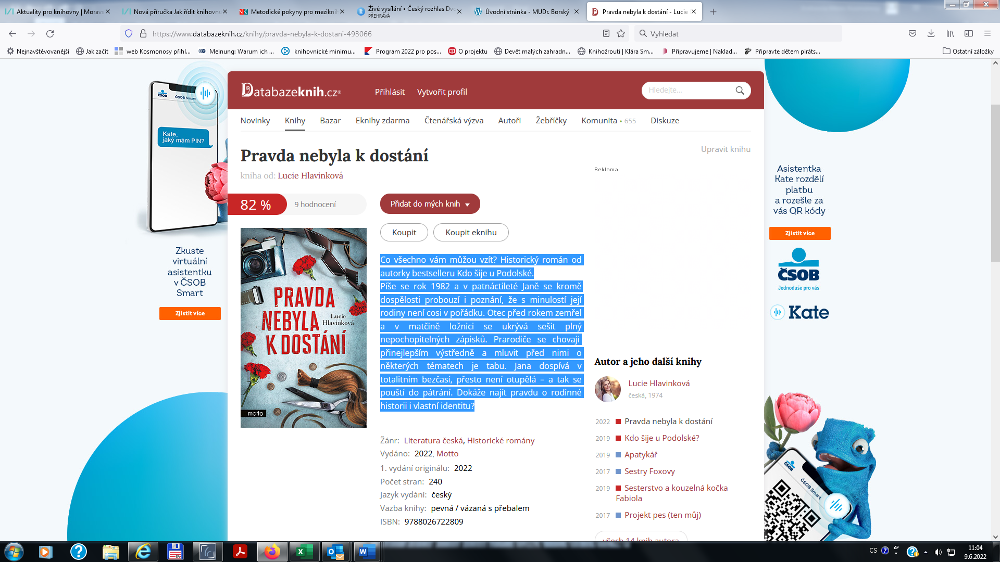 Aktuality pro knihovny | Moravs
Nová příručka Jak řídit knihovnu
Metodické pokyny pro mezikni
Živé vysílání • Český rozhlas Dvo
PŘEHRÁVÁ
Úvodní stránka - MUDr. Borský
Pravda nebyla k dostání - Lucie
https://www.databazeknih.cz/knihy/pravda-nebyla-k-dostani-493066
Vyhledat
Nejnavštěvovanější
Jak začít
web Kosmonosy přihl...
Meinung: Warum ich ...
knihovnické minimu...
Program 2022 pro pos...
O projektu
Devět malých zahradn...
Knihožrouti | Klára Sm...
Připravujeme | Naklad...
Připravte dětem piráts...
Ostatní záložky
ČSOB
ČSOB Smart
Kate,
jaký mám PIN?
Zkuste
virtuální
asistentku
v ČSOB
Smart
Zjistit více
Databazeknih.cz®
Přihlásit
Vytvořit profil
Hledejte...
Novinky
Knihy
Bazar
Eknihy zdarma
Čtenářská výzva
Autoři
Žebříčky
Komunita • 655
Diskuze
Pravda nebyla k dostání
Upravit knihu
kniha od: Lucie Hlavinková
Reklama
82 %
9 hodnocení
Přidat do mých knih
Koupit
Koupit eknihu
PRAVDA
NEBYLA
K DOSTÁNÍ
Lucie
Hlavinková
motto
Co všechno vám můžou vzít? Historický román od
autorky bestselleru Kdo šije u Podolské.
Píše se rok 1982 a v patnáctileté Janě se kromě
dospělosti probouzí i poznání, že s minulostí její
rodiny není cosi v pořádku. Otec před rokem zemřel
a v matčině ložnici se ukrývá sešit plný
nepochopitelných zápisků. Prarodiče se chovají
přinejlepším výstředně a mluvit před nimi o
některých tématech je tabu. Jana dospívá v
totalitním bezčasí, přesto není otupělá – a tak se
pouští do pátrání. Dokáže najít pravdu o rodinné
historii i vlastní identitu?
Žánr: Literatura česká, Historické romány
Vydáno: 2022, Motto
1. vydání originálu: 2022
Počet stran: 240
Jazyk vydání: český
Vazba knihy: pevná / vázaná s přebalem
ISBN: 9788026722809
Autor a jeho další knihy
Lucie Hlavinková
česká, 1974
2022 Pravda nebyla k dostání
2019 Kdo šije u Podolské?
2019 Apatykář
2017 Sestry Foxovy
2019 Sesterstvo a kouzelná kočka
Fabiola
2017 Projekt pes (ten můj)
všech 14 knih autora
Asistentka
Kate rozdělí
platbu
a rozešle za
vás QR kódy
Zjistit více
ČSOB
Jednoduše pro vás
Kate
ČSOB
ČSOB Smart
CS
11:04
9.6.2022